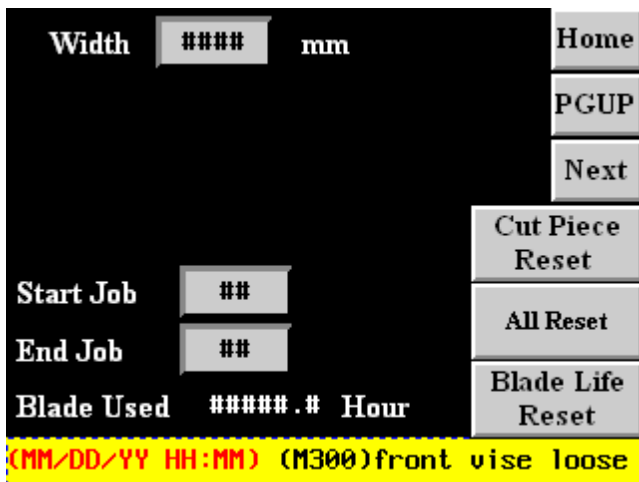 Width #### mm
Home
PGUP
Next
Cut Piece
Reset
Start Job ##
All Reset
End Job ##
Blade Life
Reset
Blade Used #####.# Hour
(MM/DD/YY HH:MM) (M300)front vise loose